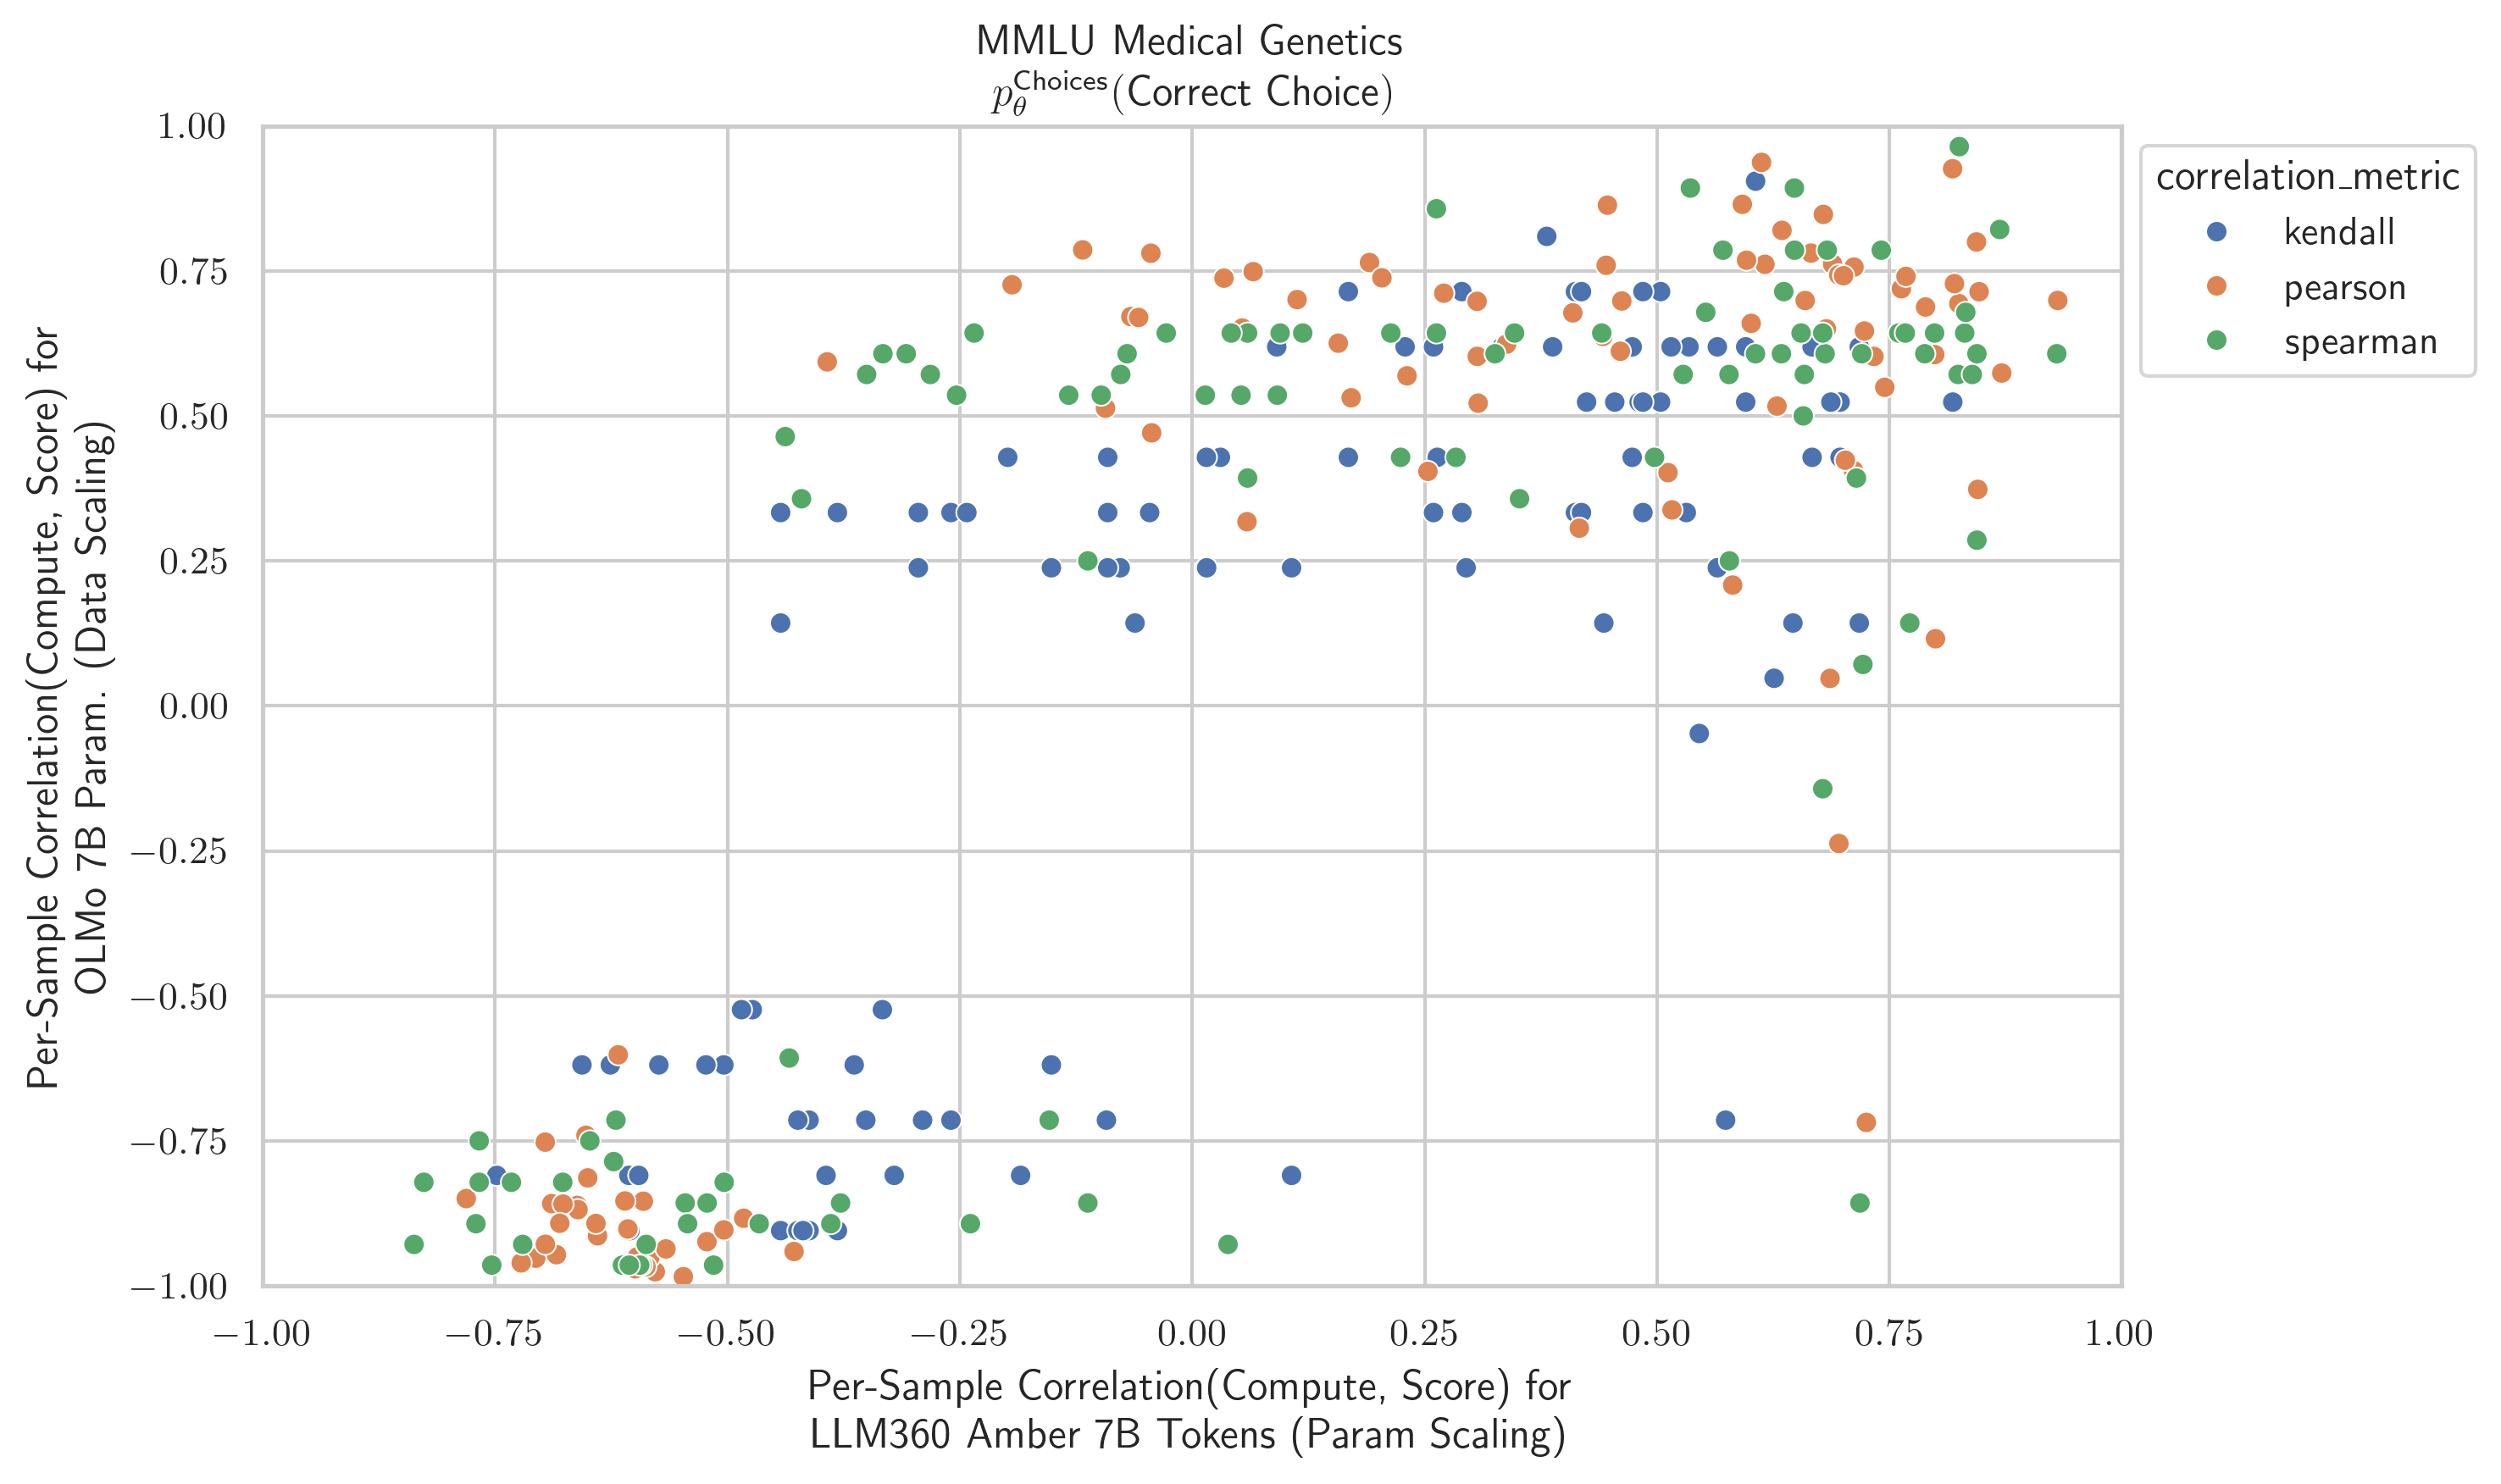 MMLU Medical Genetics
p_θ^Choices(Correct Choice)
1.00
0.75
0.50
0.25
0.00
−0.25
−0.50
−0.75
−1.00
Per-Sample Correlation(Compute, Score) for
OLMo 7B Param. (Data Scaling)
−1.00 −0.75 −0.50 −0.25 0.00 0.25 0.50 0.75 1.00
Per-Sample Correlation(Compute, Score) for
LLM360 Amber 7B Tokens (Param Scaling)
correlation_metric
kendall
pearson
spearman